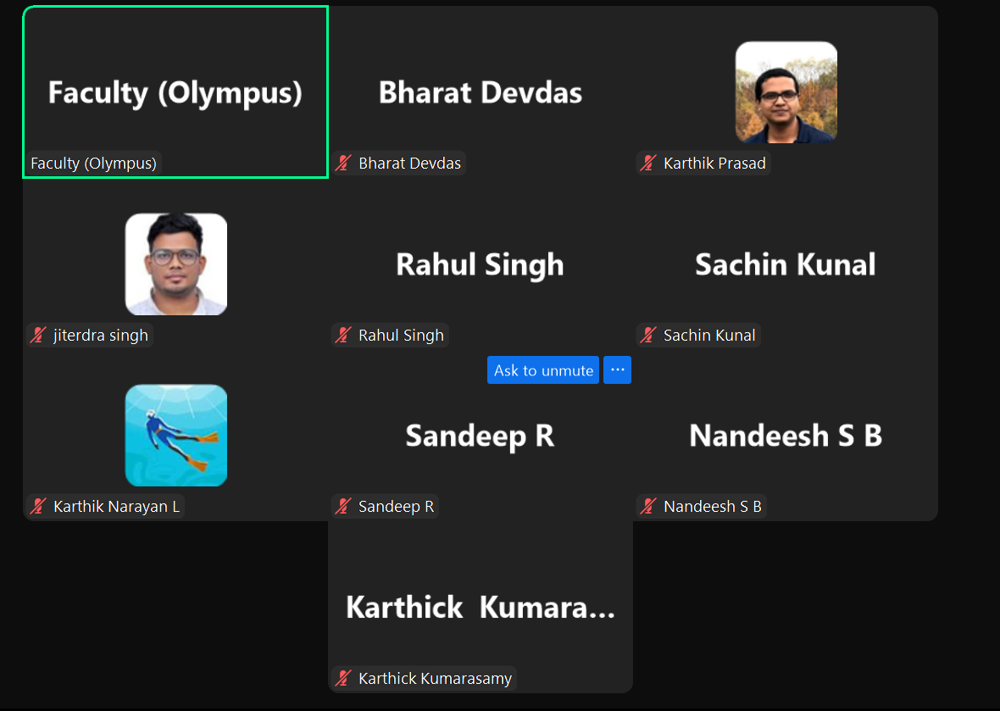 Faculty (Olympus)
Faculty (Olympus)
Bharat Devdas
Bharat Devdas
Karthik Prasad
jiterdra singh
Rahul Singh
Rahul Singh
Sachin Kunal
Sachin Kunal
Karthik Narayan L
Ask to unmute ...
Sandeep R
Sandeep R
Nandeesh S B
Nandeesh S B
Karthick Kumara...
Karthick Kumarasamy